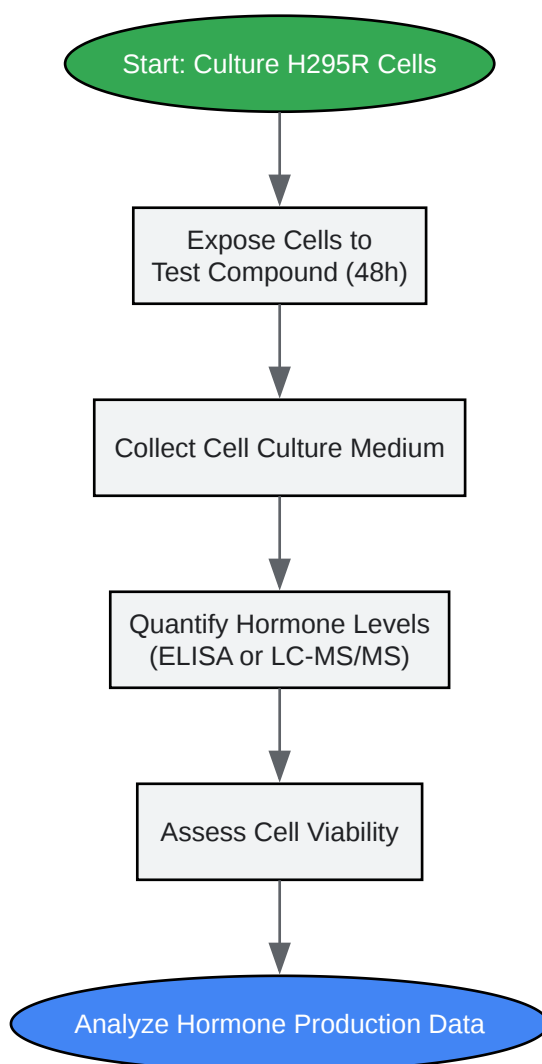 Start: Culture H295R Cells
Expose Cells to
Test Compound (48h)
Collect Cell Culture Medium
Quantify Hormone Levels
(ELISA or LC-MS/MS)
Assess Cell Viability
Analyze Hormone Production Data